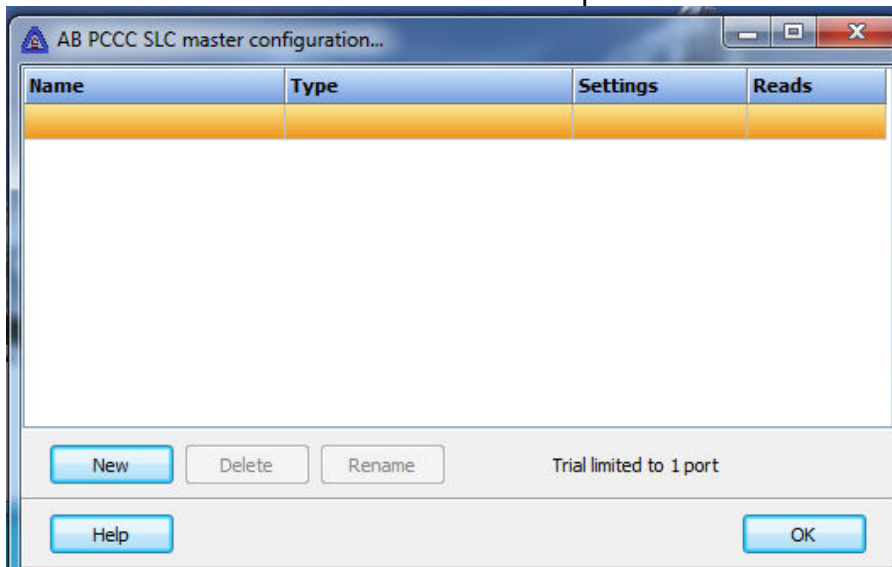 AB PCCC SLC master configuration...
Name Type Settings Reads
New Delete Rename Trial limited to 1 port
Help OK